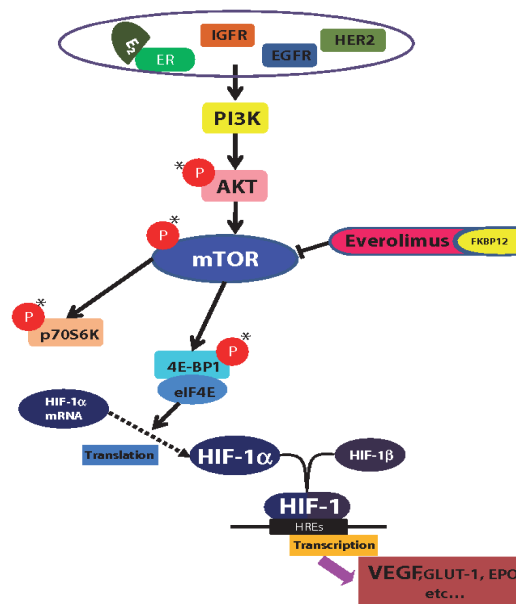 E₂
ER
IGFR
EGFR
HER2
PI3K
P
*
AKT
P
*
mTOR
Everolimus
FKBP12
P
*
p70S6K
4E-BP1
P
*
eIF4E
HIF-1α
mRNA
Translation
HIF-1α
HIF-1β
HIF-1
HREs
Transcription
VEGF,GLUT-1, EPO
etc...